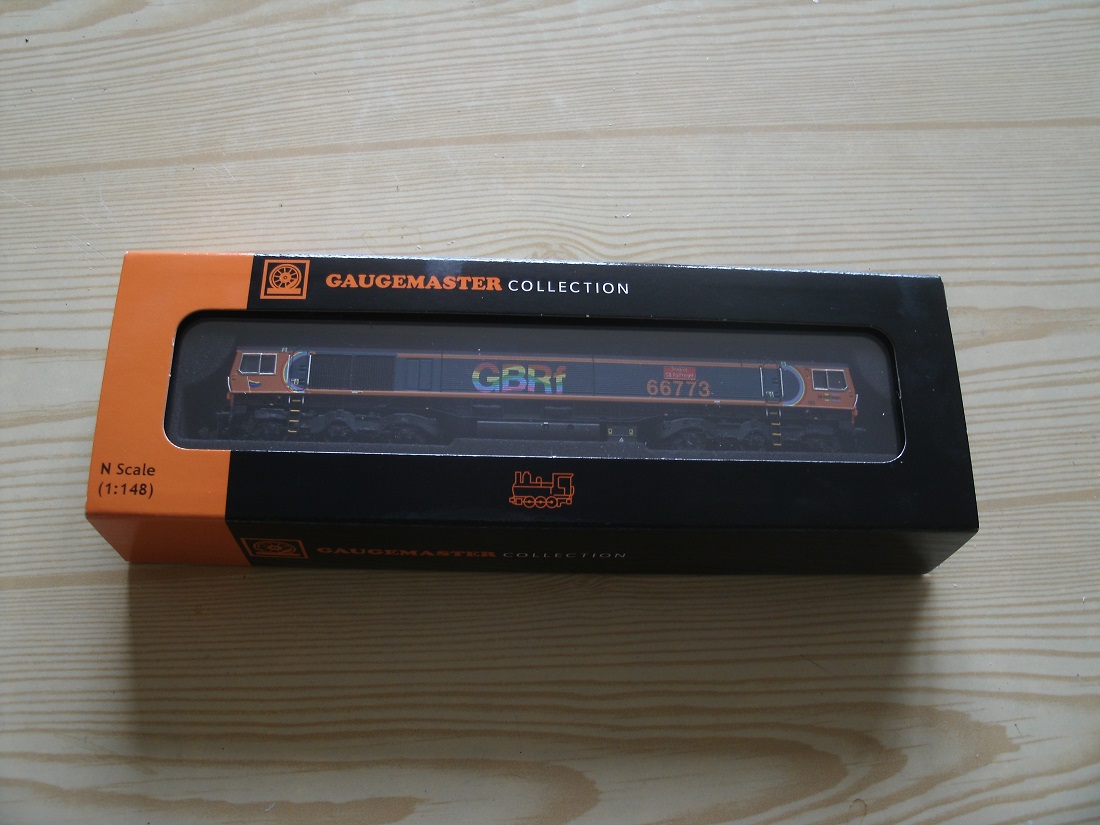 GAUGEMASTER COLLECTION
GBRf
66773
N Scale
(1:148)
GAUGEMASTER COLLECTION